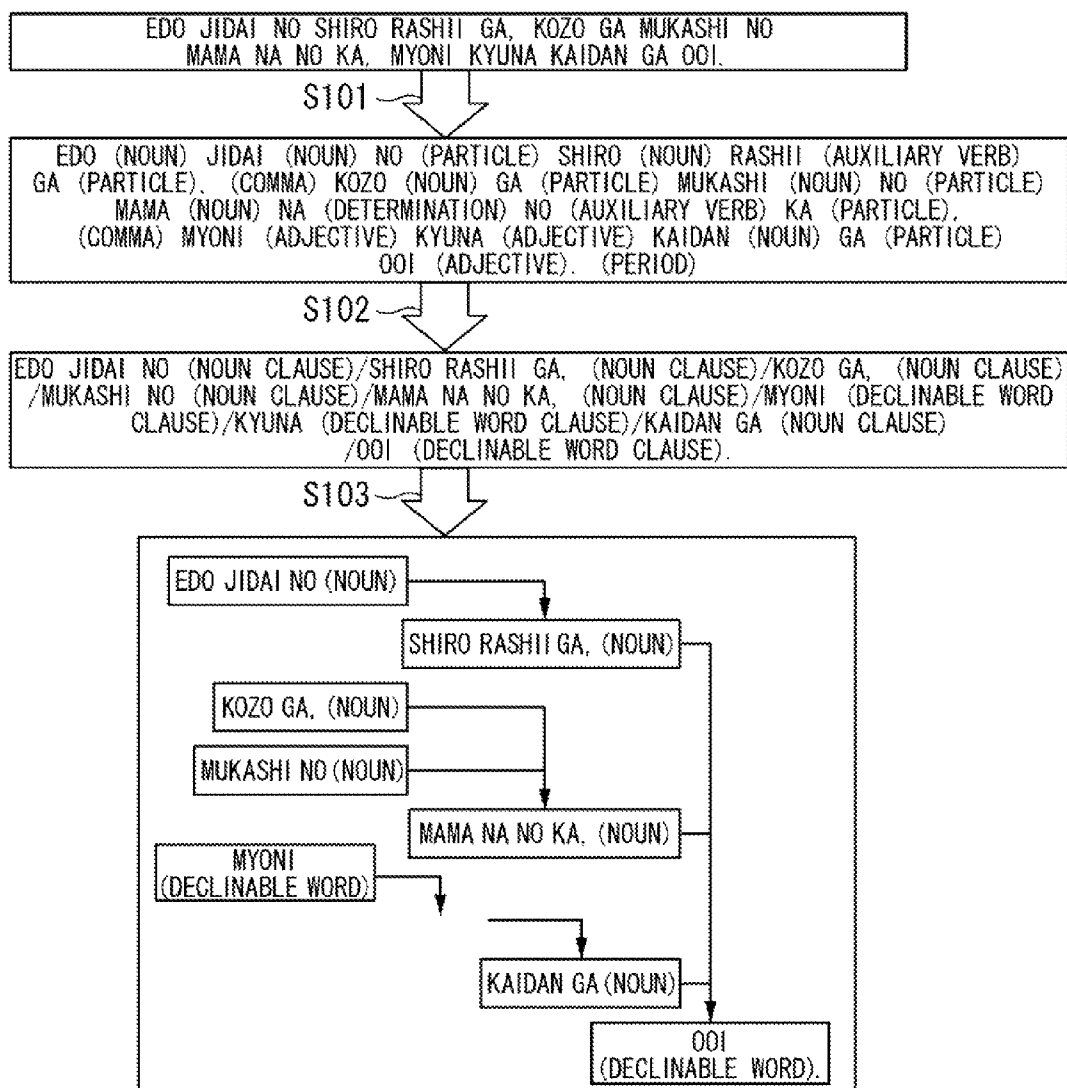 EDO JIDAI NO SHIRO RASHII GA, KOZO GA MUKASHI NO
MAMA NA NO KA, MYONI KYUNA KAIDAN GA OOI.
S101
EDO (NOUN) JIDAI (NOUN) NO (PARTICLE) SHIRO (NOUN) RASHII (AUXILIARY VERB)
GA (PARTICLE). (COMMA) KOZO (NOUN) GA (PARTICLE) MUKASHI (NOUN) NO (PARTICLE)
MAMA (NOUN) NA (DETERMINATION) NO (AUXILIARY VERB) KA (PARTICLE).
(COMMA) MYONI (ADJECTIVE) KYUNA (ADJECTIVE) KAIDAN (NOUN) GA (PARTICLE)
OOI (ADJECTIVE). (PERIOD)
S102
EDO JIDAI NO (NOUN CLAUSE)/SHIRO RASHII GA, (NOUN CLAUSE)/KOZO GA, (NOUN CLAUSE)
/MUKASHI NO (NOUN CLAUSE)/MAMA NA NO KA, (NOUN CLAUSE)/MYONI (DECLINABLE WORD
CLAUSE)/KYUNA (DECLINABLE WORD CLAUSE)/KAIDAN GA (NOUN CLAUSE)
/OOI (DECLINABLE WORD CLAUSE).
S103
EDO JIDAI NO (NOUN)
SHIRO RASHII GA, (NOUN)
KOZO GA, (NOUN)
MUKASHI NO (NOUN)
MAMA NA NO KA, (NOUN)
MYONI
(DECLINABLE WORD)
KAIDAN GA (NOUN)
OOI
(DECLINABLE WORD).